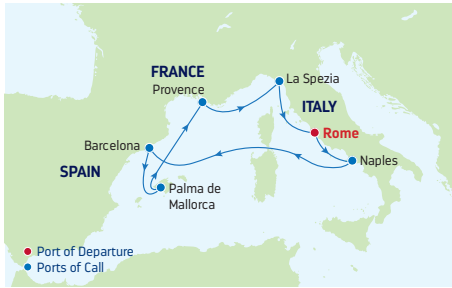 FRANCE
Provence
La Spezia
ITALY
Rome
Barcelona
Naples
SPAIN
Palma de
Mallorca
Port of Departure
Ports of Call